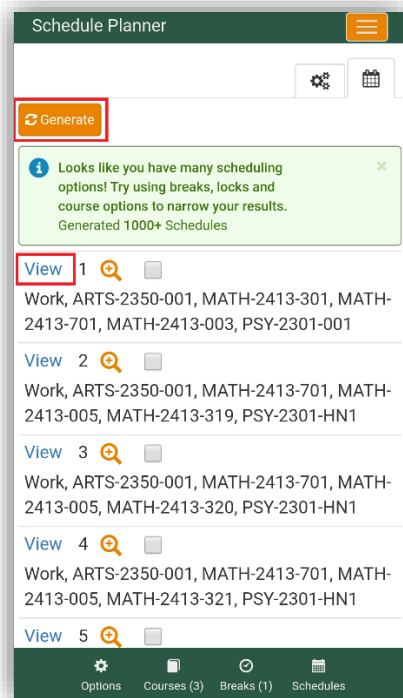 Schedule Planner
Generate
Looks like you have many scheduling
options! Try using breaks, locks and
course options to narrow your results.
Generated 1000+ Schedules
×
View 1
Work, ARTS-2350-001, MATH-2413-301, MATH-
2413-701, MATH-2413-003, PSY-2301-001
View 2
Work, ARTS-2350-001, MATH-2413-701, MATH-
2413-005, MATH-2413-319, PSY-2301-HN1
View 3
Work, ARTS-2350-001, MATH-2413-701, MATH-
2413-005, MATH-2413-320, PSY-2301-HN1
View 4
Work, ARTS-2350-001, MATH-2413-701, MATH-
2413-005, MATH-2413-321, PSY-2301-HN1
View 5
Options Courses (3) Breaks (1) Schedules